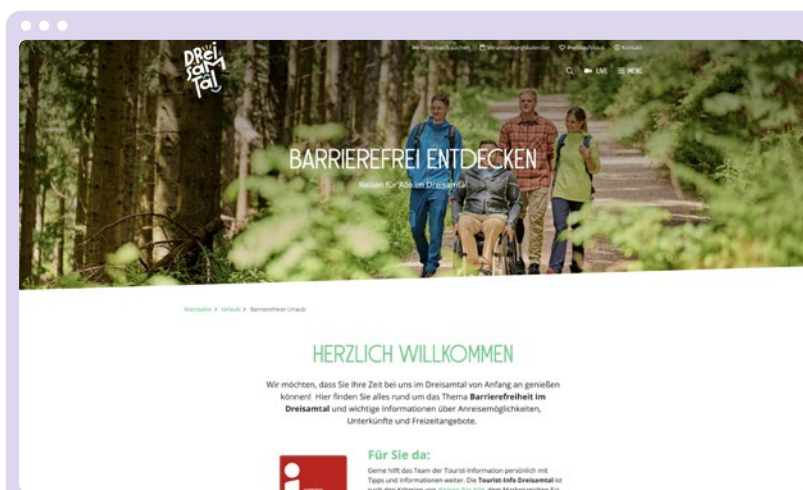 DREI
SAM
TAL
Veranstaltungskalender
Kontakt
LIVE MENÜ
BARRIEREFREI ENTDECKEN
Reisen für Alle im Dreisamtal
Startseite > Urlaub > Barrierefreier Urlaub
HERZLICH WILLKOMMEN
Wir möchten, dass Sie Ihre Zeit bei uns im Dreisamtal von Anfang an genießen
können! Hier finden Sie alles rund um das Thema Barrierefreiheit im
Dreisamtal und wichtige Informationen über Anreisemöglichkeiten,
Unterkünfte und Freizeitangebote.
Für Sie da:
Gerne hilft das Team der Tourist-Information persönlich mit
Tipps und Informationen weiter. Die Tourist-Info Dreisamtal ist